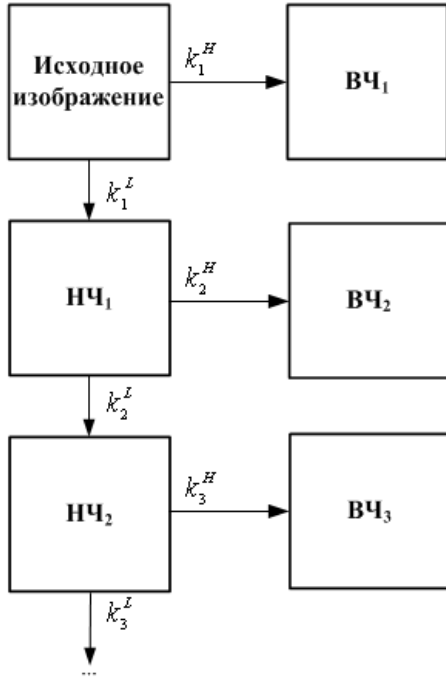 Исходное
изображение
k₁ᴴ
ВЧ₁
k₁ᴸ
НЧ₁
k₂ᴴ
ВЧ₂
k₂ᴸ
НЧ₂
k₃ᴴ
ВЧ₃
k₃ᴸ
...